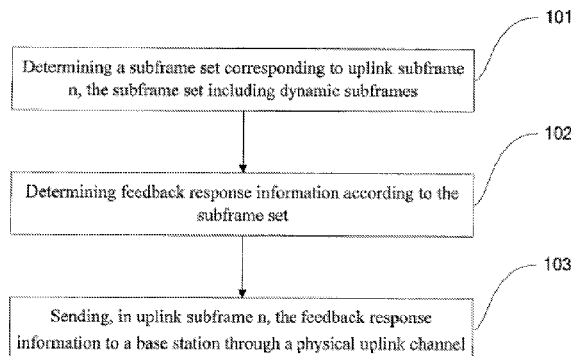 101
Determining a subframe set corresponding to uplink subframe
n, the subframe set including dynamic subframes
102
Determining feedback response information according to the
subframe set
103
Sending, in uplink subframe n, the feedback response
information to a base station through a physical uplink channel